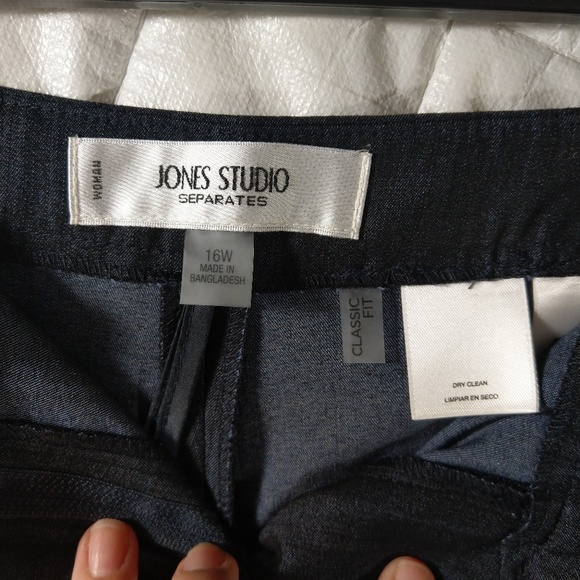 WOMAN
JONES STUDIO
SEPARATES
16W
MADE IN
BANGLADESH
CLASSIC
FIT
DRY CLEAN
LIMPIAR EN SECO